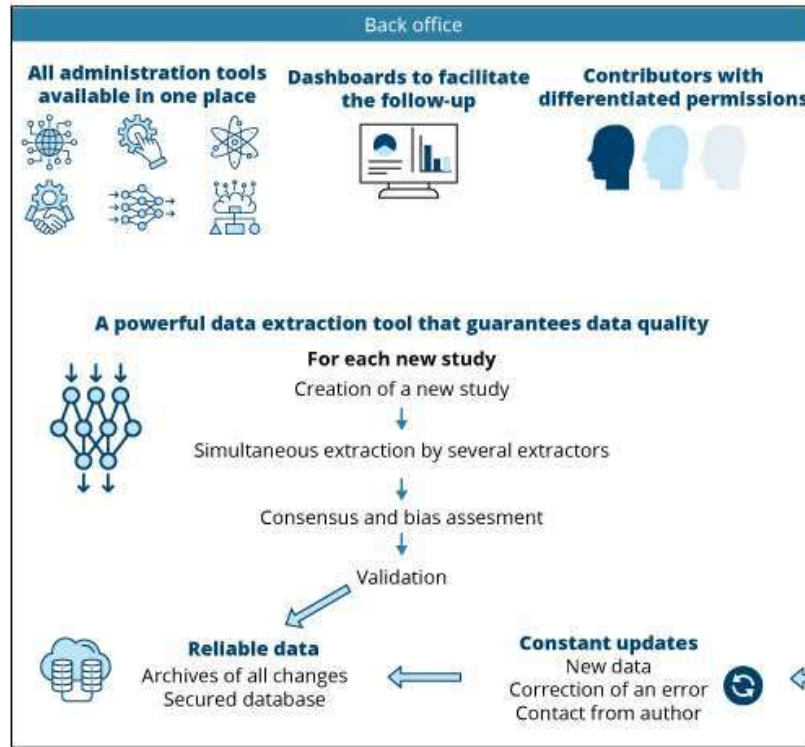 Back office
All administration tools
available in one place
Dashboards to facilitate
the follow-up
Contributors with
differentiated permissions
A powerful data extraction tool that guarantees data quality
For each new study
Creation of a new study
Simultaneous extraction by several extractors
Consensus and bias assesment
Validation
Reliable data
Archives of all changes
Secured database
Constant updates
New data
Correction of an error
Contact from author